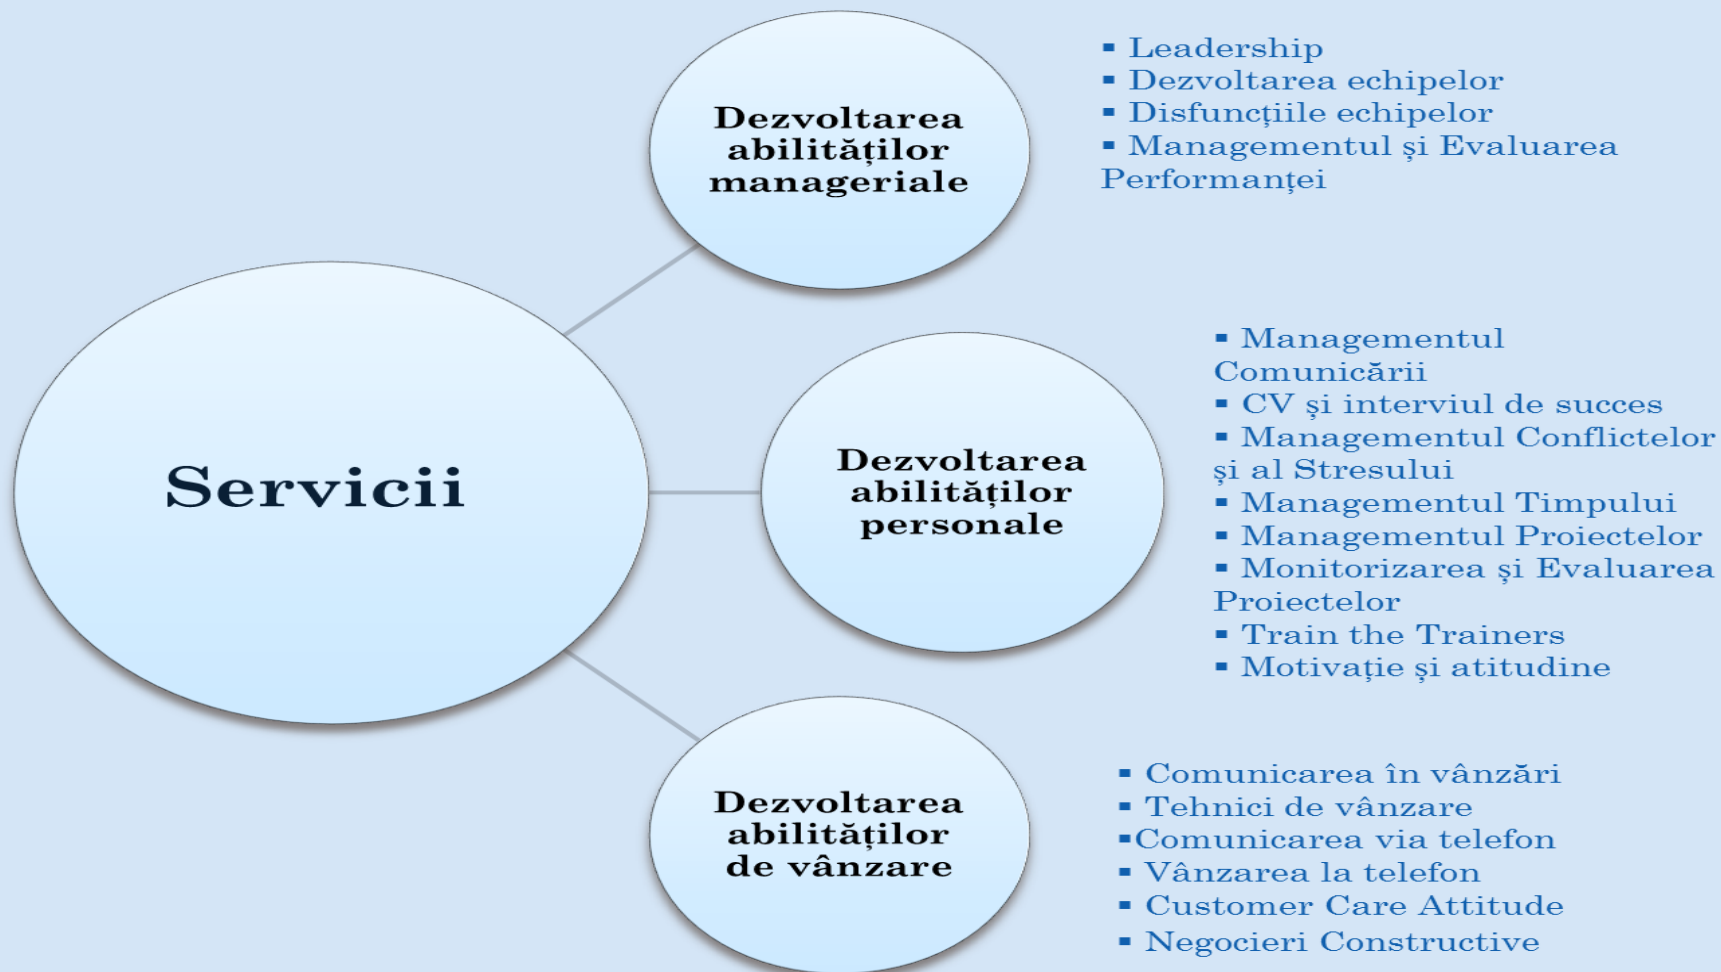 Servicii
Dezvoltarea
abilităților
manageriale
▪ Leadership
▪ Dezvoltarea echipelor
▪ Disfuncțiile echipelor
▪ Managementul și Evaluarea
Performanței
Dezvoltarea
abilităților
personale
▪ Managementul
Comunicării
▪ CV și interviul de succes
▪ Managementul Conflictelor
și al Stresului
▪ Managementul Timpului
▪ Managementul Proiectelor
▪ Monitorizarea și Evaluarea
Proiectelor
▪ Train the Trainers
▪ Motivație și atitudine
Dezvoltarea
abilităților
de vânzare
▪ Comunicarea în vânzări
▪ Tehnici de vânzare
▪Comunicarea via telefon
▪ Vânzarea la telefon
▪ Customer Care Attitude
▪ Negocieri Constructive